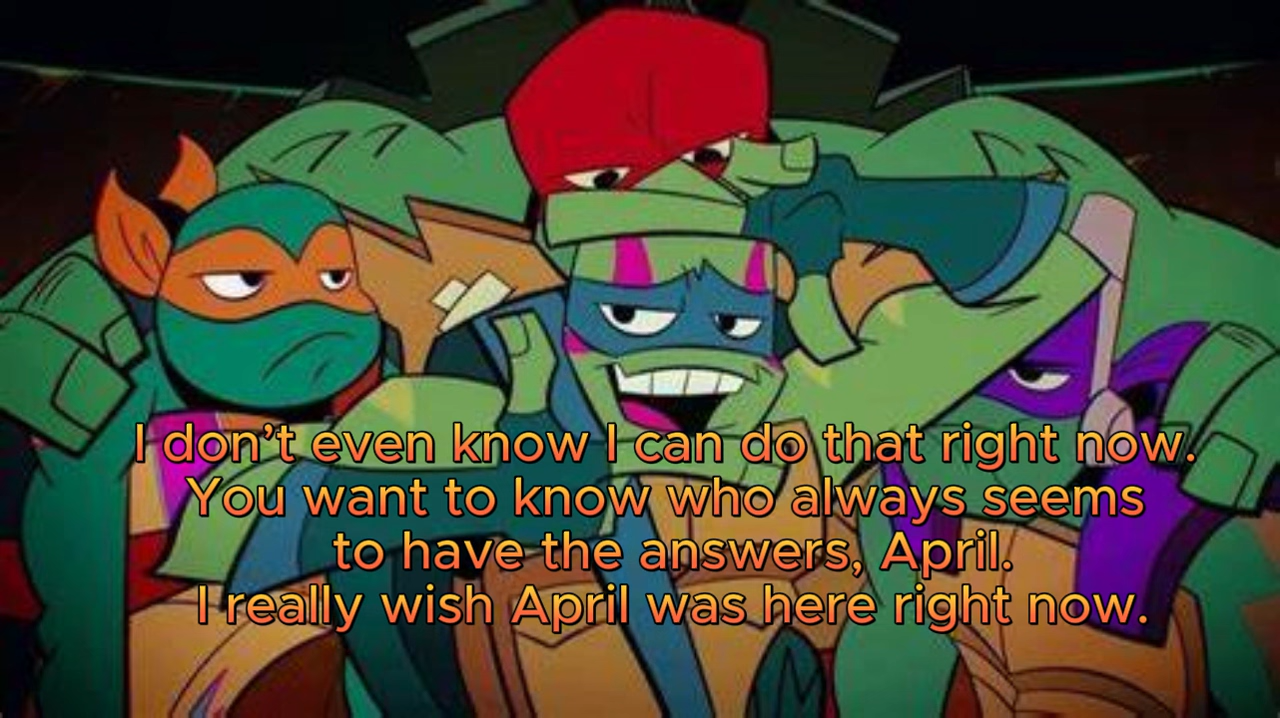 I don't even know I can do that right now.
You want to know who always seems
to have the answers, April.
I really wish April was here right now.